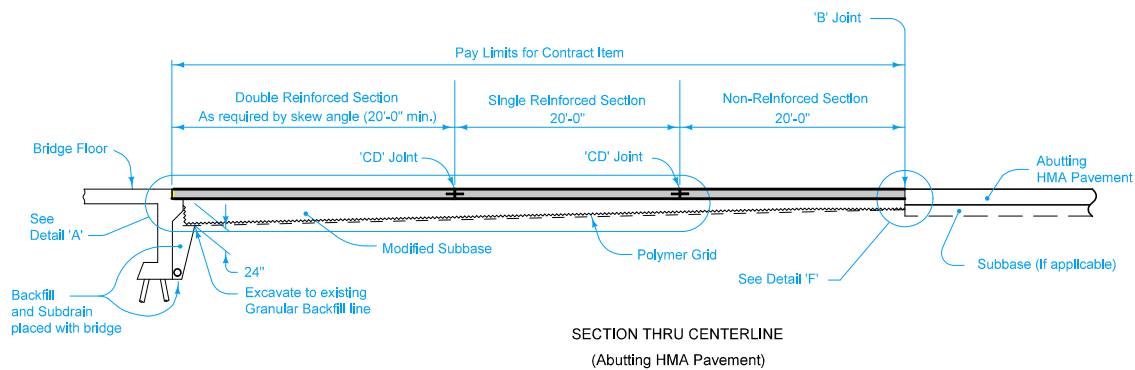 'B' Joint
Pay Limits for Contract Item
Double Reinforced Section
As required by skew angle (20'-0" min.)
Single Reinforced Section
20'-0"
Non-Reinforced Section
20'-0"
Bridge Floor
'CD' Joint
'CD' Joint
Abutting
HMA Pavement
See
Detail 'A'
Modified Subbase
Polymer Grid
24"
See Detail 'F'
Subbase (If applicable)
Backfill
and Subdrain
placed with bridge
Excavate to existing
Granular Backfill line
SECTION THRU CENTERLINE
(Abutting HMA Pavement)